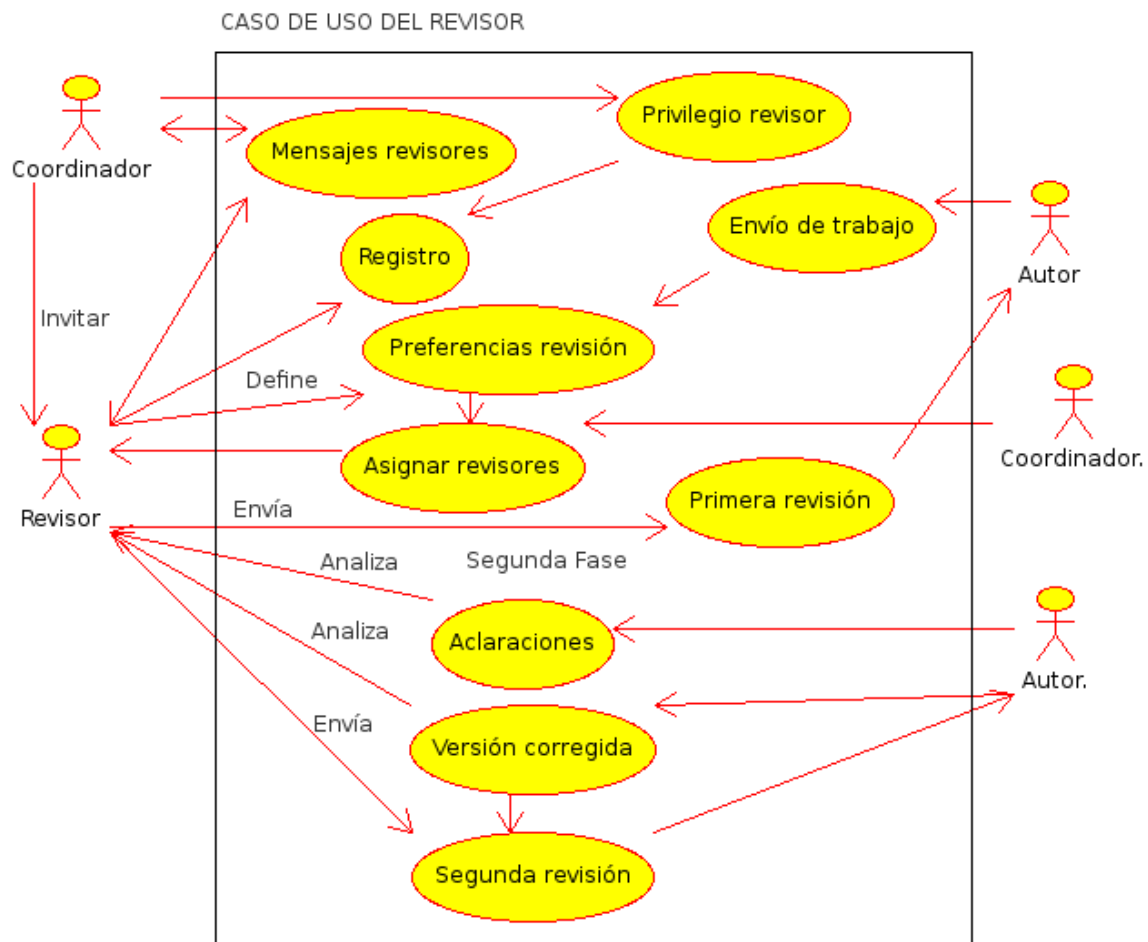 CASO DE USO DEL REVISOR
Privilegio revisor
Mensajes revisores
Coordinador
Envío de trabajo
Registro
Autor
Invitar
Preferencias revisión
Define
Asignar revisores
Coordinador.
Primera revisión
Revisor
Envía
Analiza
Segunda Fase
Analiza
Aclaraciones
Autor.
Envía
Versión corregida
Segunda revisión